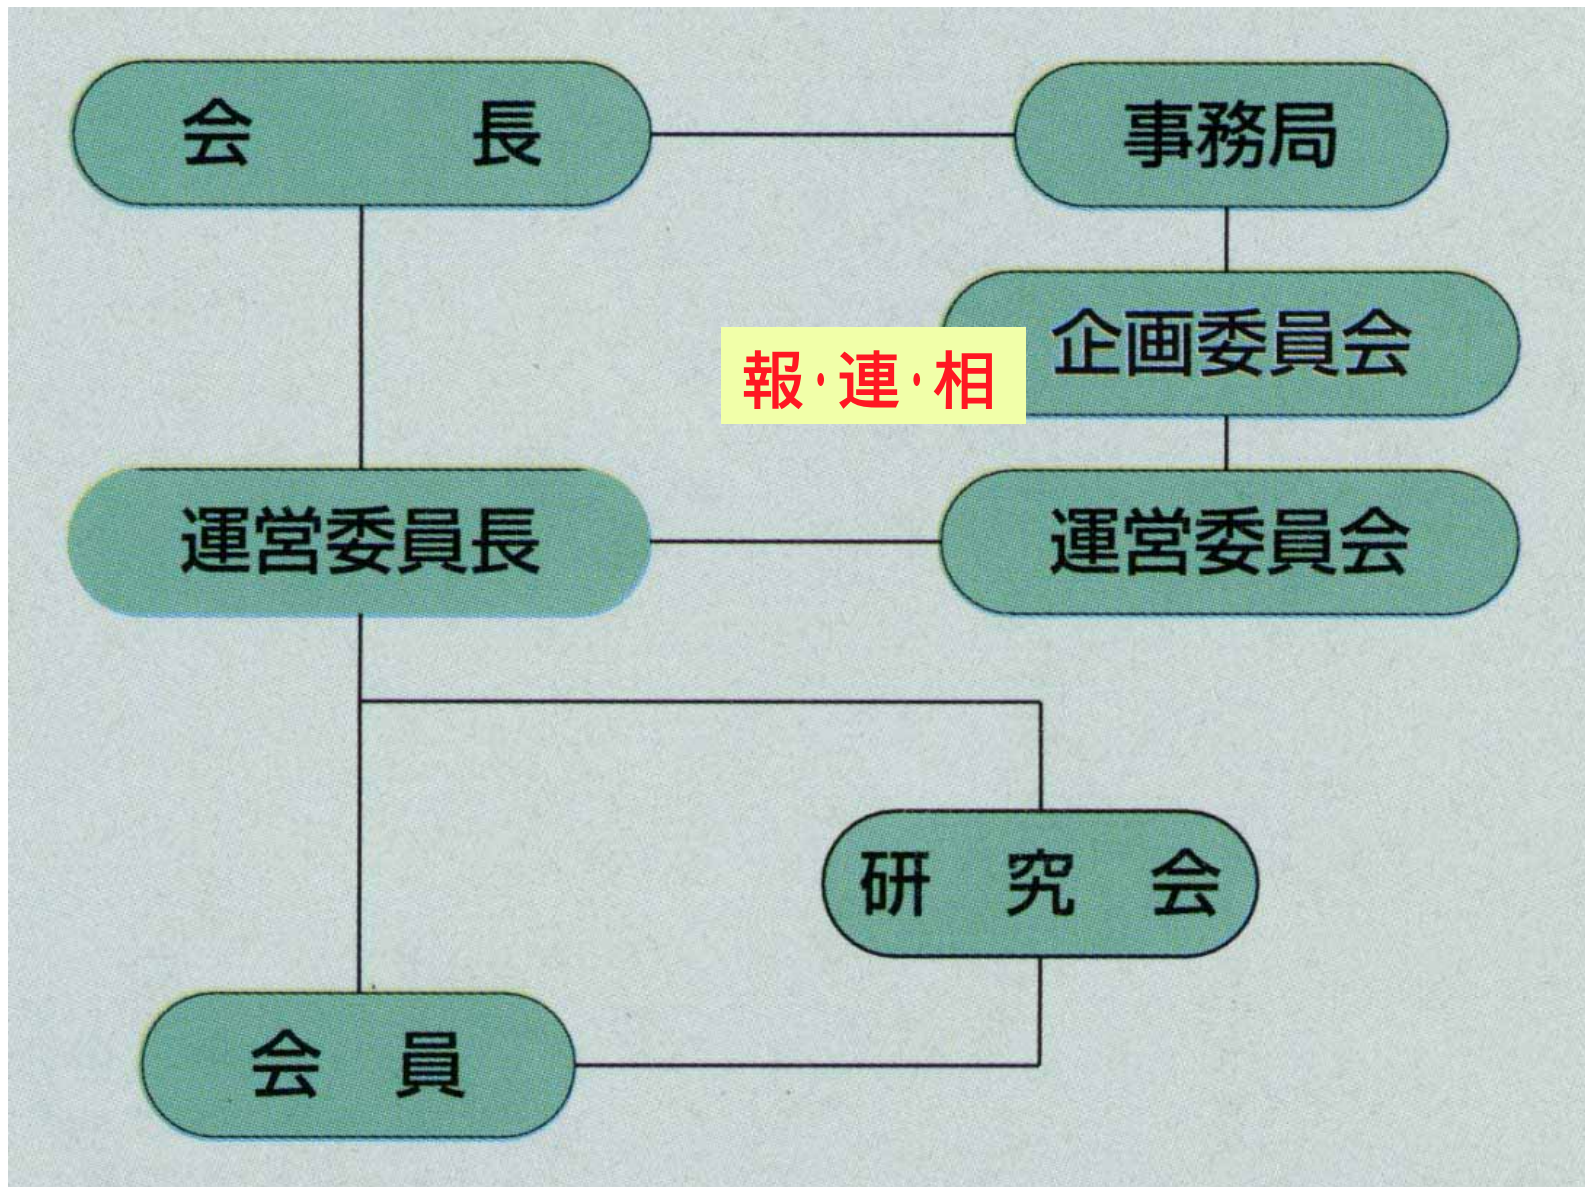 会　長
事務局
企画委員会
報・連・相
運営委員長
運営委員会
研　究　会
会　員